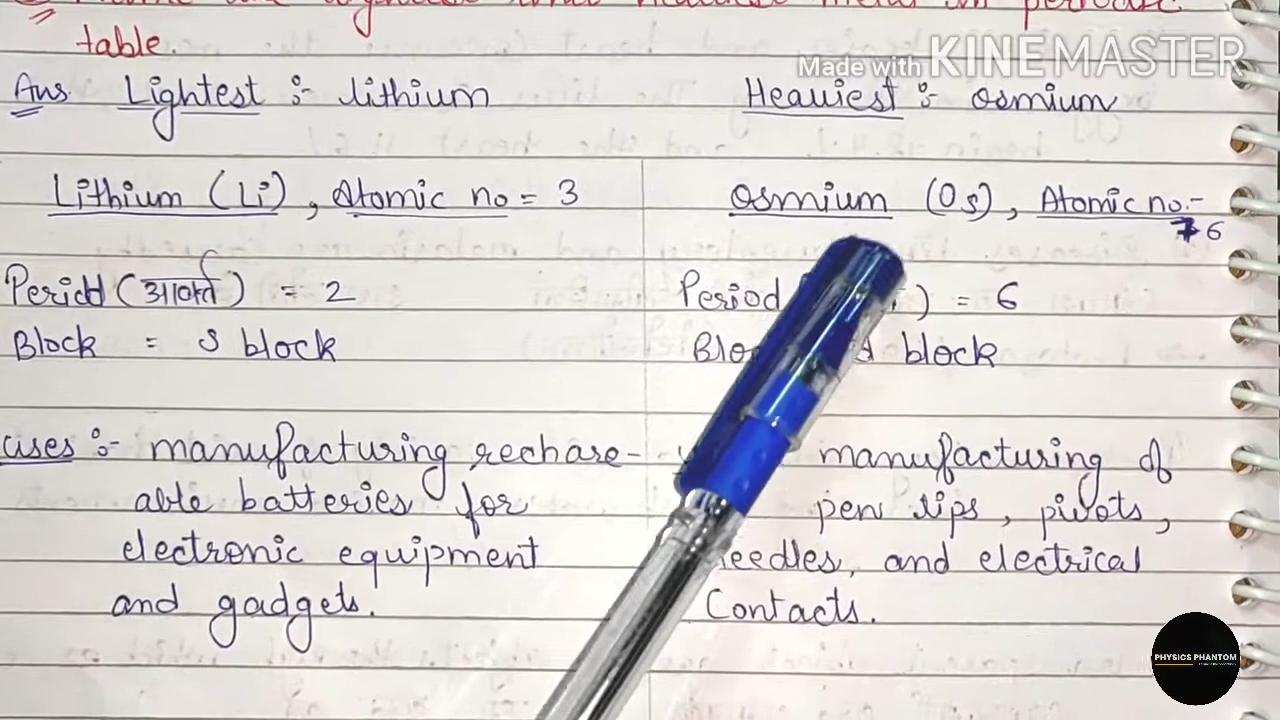 table.
Made with KINEMASTER
Ans Lightest :- lithium
Heaviest :- osmium
Lithium (Li), Atomic no = 3
Osmium (Os), Atomic no.- 76
Period (आवर्त) = 2
Period = 6
Block = s block
block
uses :- manufacturing rechare-
able batteries for
electronic equipment
and gadgets.
manufacturing of
pen tips, pivots,
needles, and electrical
Contacts.
PHYSICS PHANTOM